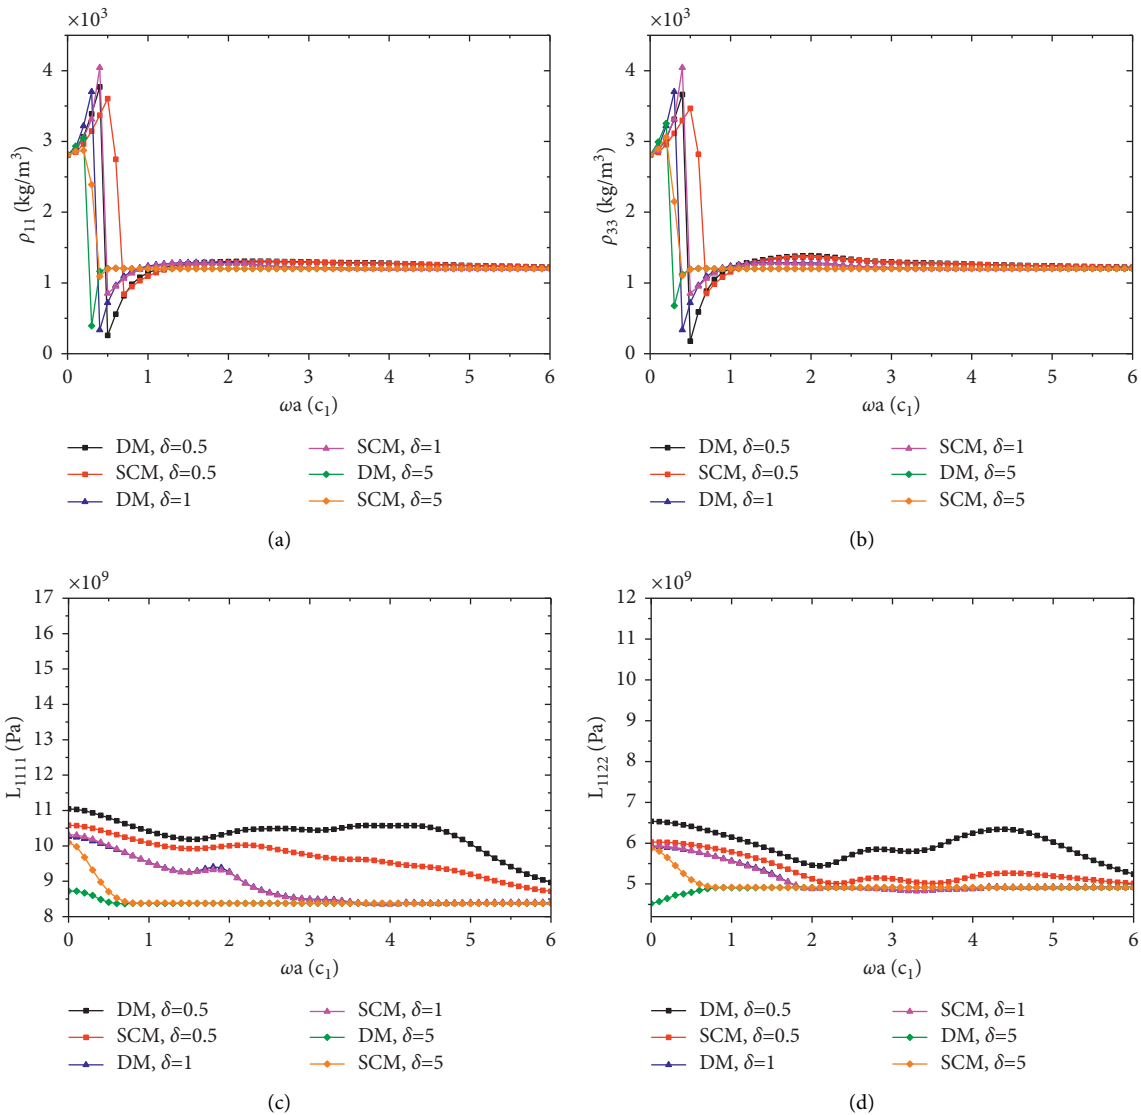 ×10³
4
3
2
1
0
ρ₁₁ (kg/m³)
0 1 2 3 4 5 6
ωa (c₁)
DM, δ=0.5
SCM, δ=0.5
DM, δ=1
SCM, δ=1
DM, δ=5
SCM, δ=5
(a)
×10³
4
3
2
1
0
ρ₃₃ (kg/m³)
0 1 2 3 4 5 6
ωa (c₁)
DM, δ=0.5
SCM, δ=0.5
DM, δ=1
SCM, δ=1
DM, δ=5
SCM, δ=5
(b)
×10⁹
17
16
15
14
13
12
11
10
9
8
L₁₁₁₁ (Pa)
0 1 2 3 4 5 6
ωa (c₁)
DM, δ=0.5
SCM, δ=0.5
DM, δ=1
SCM, δ=1
DM, δ=5
SCM, δ=5
(c)
×10⁹
12
11
10
9
8
7
6
5
L₁₁₂₂ (Pa)
0 1 2 3 4 5 6
ωa (c₁)
DM, δ=0.5
SCM, δ=0.5
DM, δ=1
SCM, δ=1
DM, δ=5
SCM, δ=5
(d)